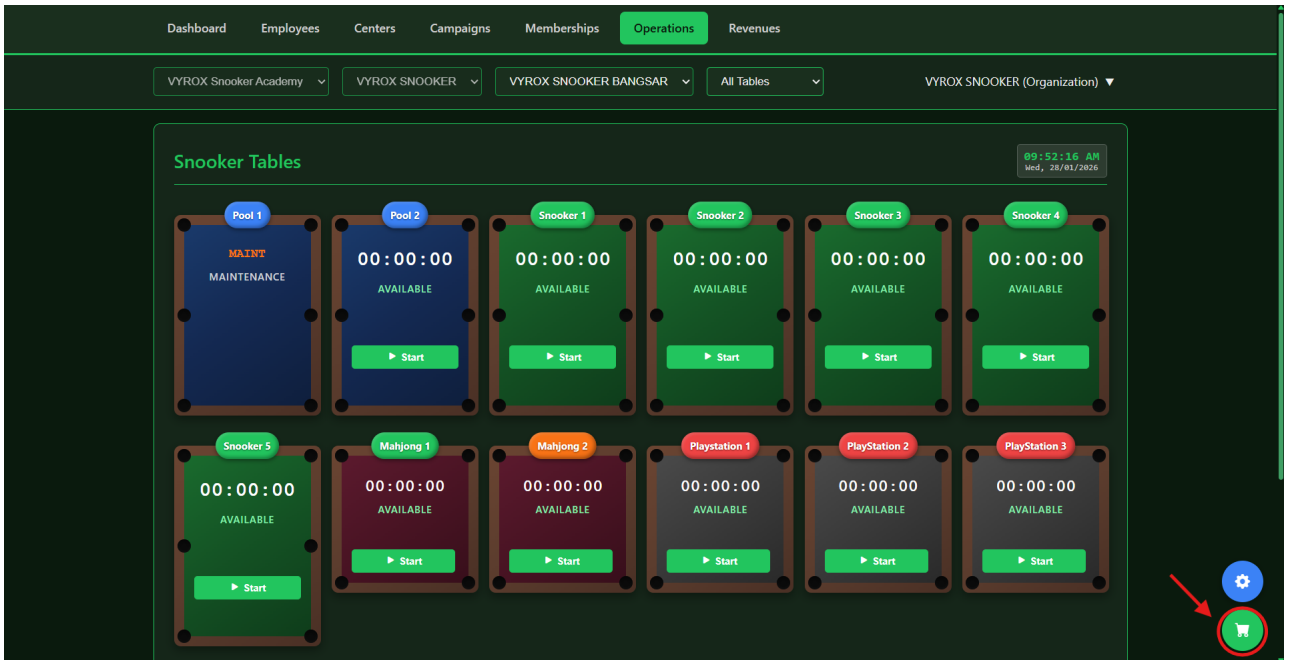 Dashboard Employees Centers Campaigns Memberships Operations Revenues
VYROX Snooker Academy VYROX SNOOKER VYROX SNOOKER BANGSAR All Tables VYROX SNOOKER (Organization) ▼
Snooker Tables
09:52:16 AM
Wed, 28/01/2026
Pool 1 Pool 2 Snooker 1 Snooker 2 Snooker 3 Snooker 4
MAINT 00:00:00 00:00:00 00:00:00 00:00:00 00:00:00
MAINTENANCE AVAILABLE AVAILABLE AVAILABLE AVAILABLE AVAILABLE
Start Start Start Start Start
Snooker 5 Mahjong 1 Mahjong 2 Playstation 1 PlayStation 2 PlayStation 3
00:00:00 00:00:00 00:00:00 00:00:00 00:00:00 00:00:00
AVAILABLE AVAILABLE AVAILABLE AVAILABLE AVAILABLE AVAILABLE
Start Start Start Start Start Start